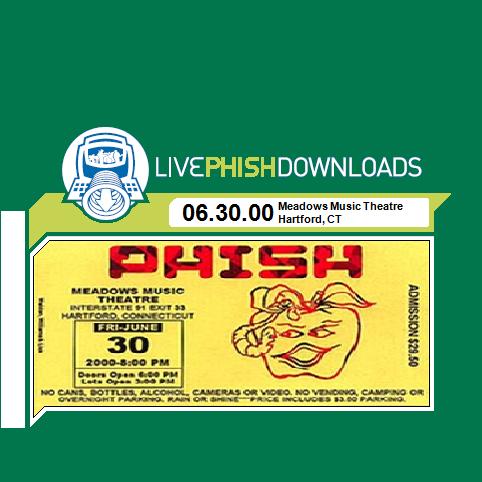 LIVEPHISHDOWNLOADS
06.30.00
Meadows Music Theatre
Hartford, CT
PHISH
MEADOWS MUSIC
THEATRE
INTERSTATE 91 EXIT 33
HARTFORD, CONNECTICUT
FRI-JUNE
30
2000-8:00 PM
Doors Open 6:00 PM
Lots Open 3:00 PM
ADMISSION $29.50
NO CANS, BOTTLES, ALCOHOL, CAMERAS OR VIDEO. NO VENDING, CAMPING OR
OVERNIGHT PARKING. RAIN OR SHINE**PRICE INCLUDES $3.00 PARKING.